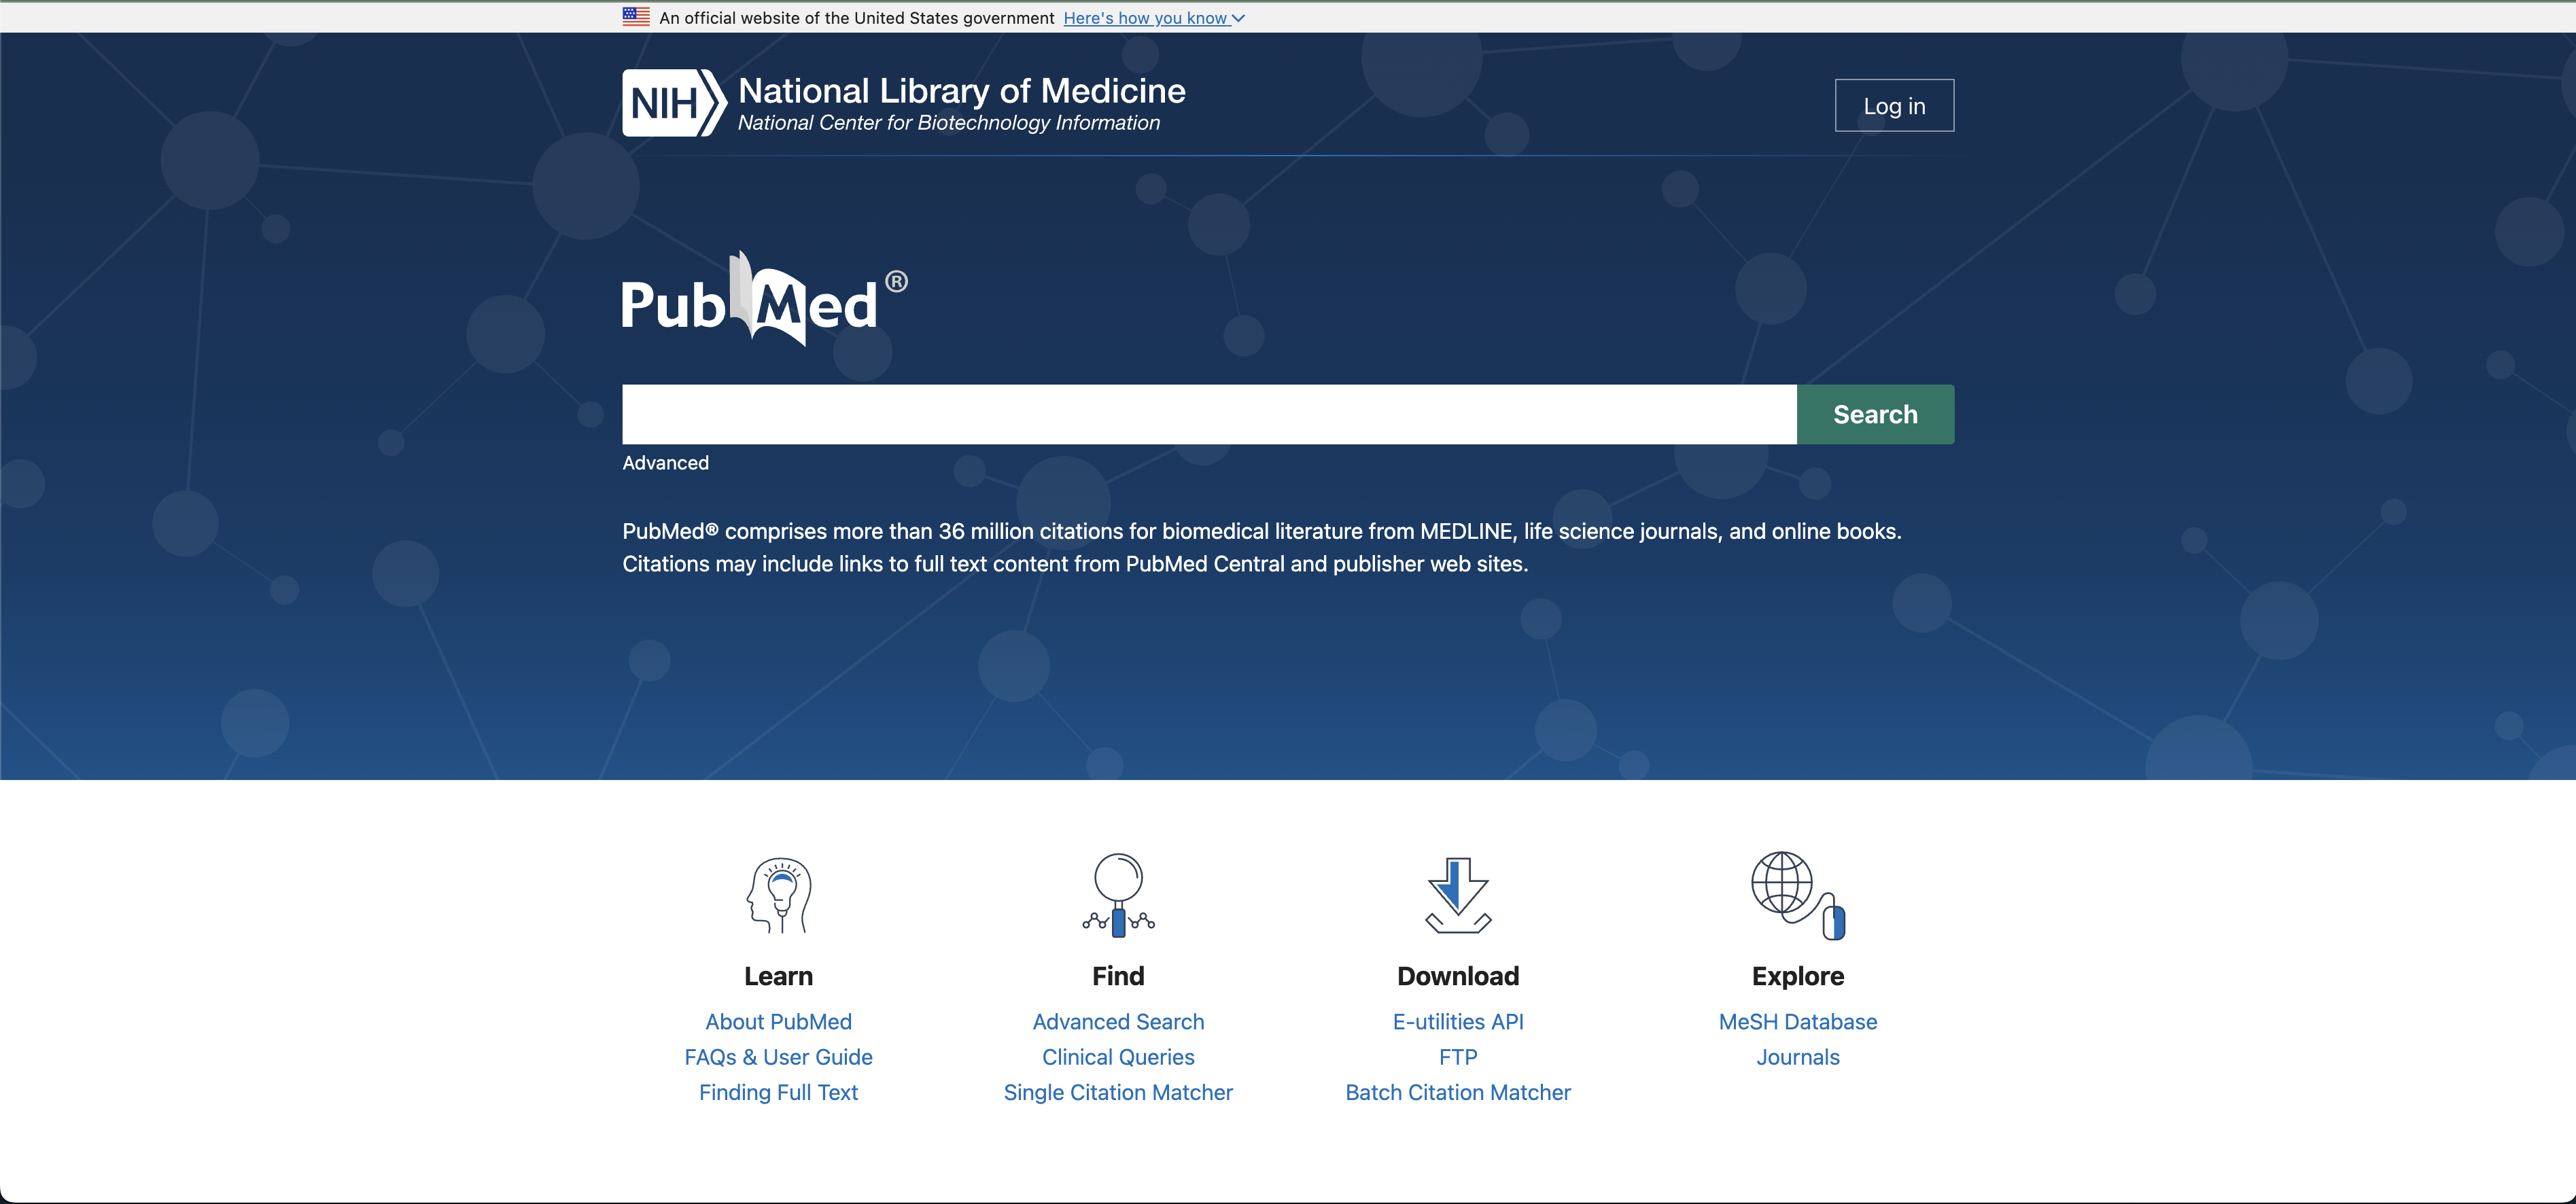 An official website of the United States government Here's how you know
NIH National Library of Medicine
National Center for Biotechnology Information
Log in
PubMed®
Search
Advanced
PubMed® comprises more than 36 million citations for biomedical literature from MEDLINE, life science journals, and online books.
Citations may include links to full text content from PubMed Central and publisher web sites.
Learn
About PubMed
FAQs & User Guide
Finding Full Text
Find
Advanced Search
Clinical Queries
Single Citation Matcher
Download
E-utilities API
FTP
Batch Citation Matcher
Explore
MeSH Database
Journals